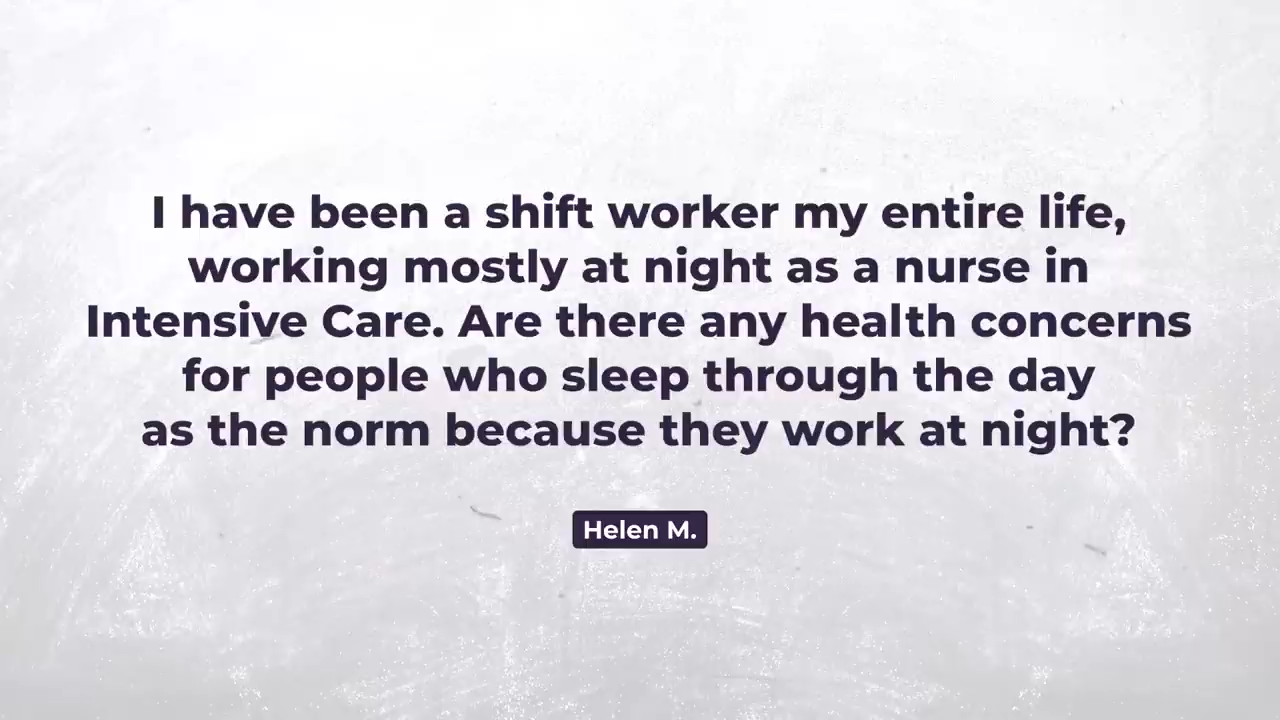 I have been a shift worker my entire life,
working mostly at night as a nurse in
Intensive Care. Are there any health concerns
for people who sleep through the day
as the norm because they work at night?
Helen M.